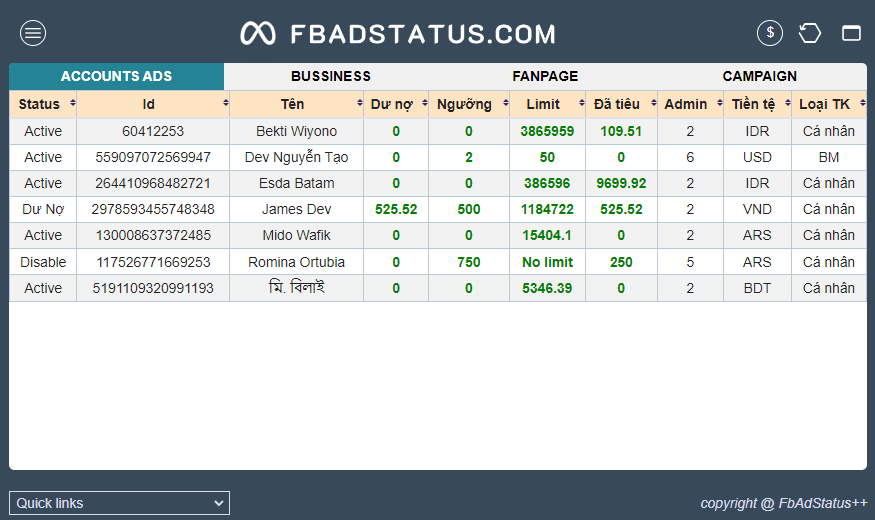 FBADSTATUS.COM
$
ACCOUNTS ADS BUSSINESS FANPAGE CAMPAIGN
Status Id Tên Dư nợ Ngưỡng Limit Đã tiêu Admin Tiền tệ Loại TK
Active 60412253 Bekti Wiyono 0 0 3865959 109.51 2 IDR Cá nhân
Active 559097072569947 Dev Nguyễn Tạo 0 2 50 0 6 USD BM
Active 264410968482721 Esda Batam 0 0 386596 9699.92 2 IDR Cá nhân
Dư Nợ 2978593455748348 James Dev 525.52 500 1184722 525.52 2 VND Cá nhân
Active 130008637372485 Mido Wafik 0 0 15404.1 0 2 ARS Cá nhân
Disable 117526771669253 Romina Ortubia 0 750 No limit 250 5 ARS Cá nhân
Active 5191109320991193 মি. বিলাই 0 0 5346.39 0 2 BDT Cá nhân
Quick links copyright @ FbAdStatus++